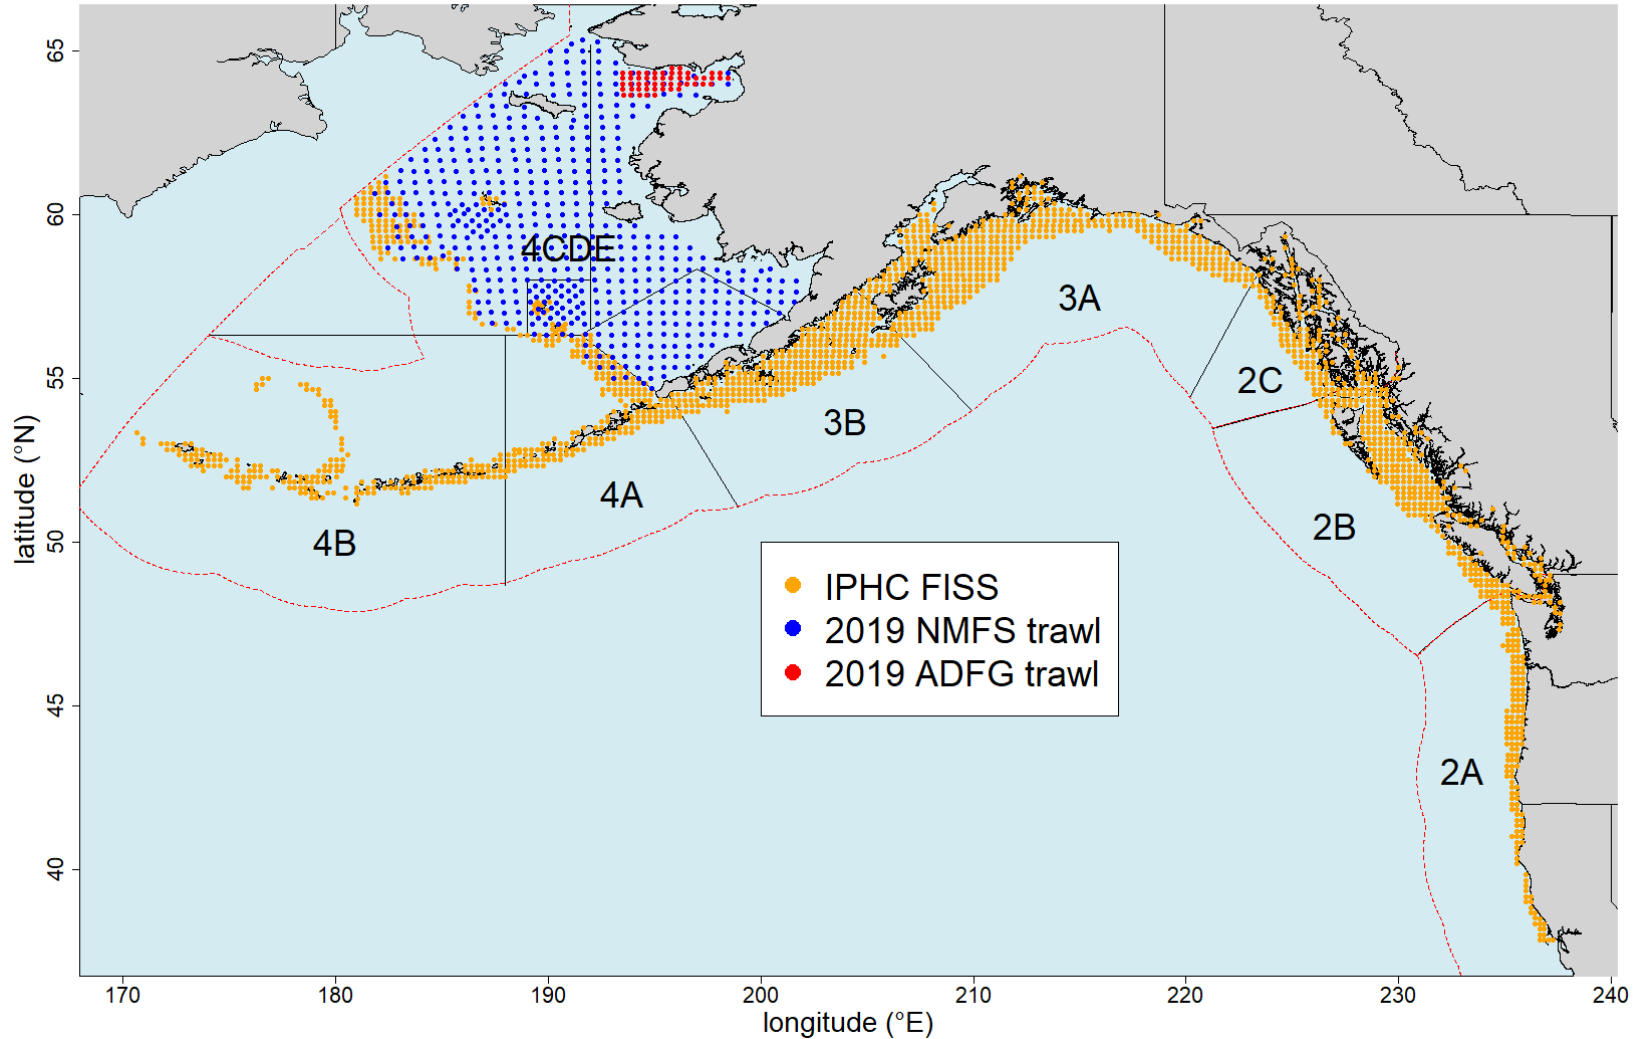 65
60
55
50
45
40
latitude (°N)
4CDE
3A
2C
3B
4A
2B
4B
IPHC FISS
2019 NMFS trawl
2019 ADFG trawl
2A
170
180
190
200
210
220
230
240
longitude (°E)